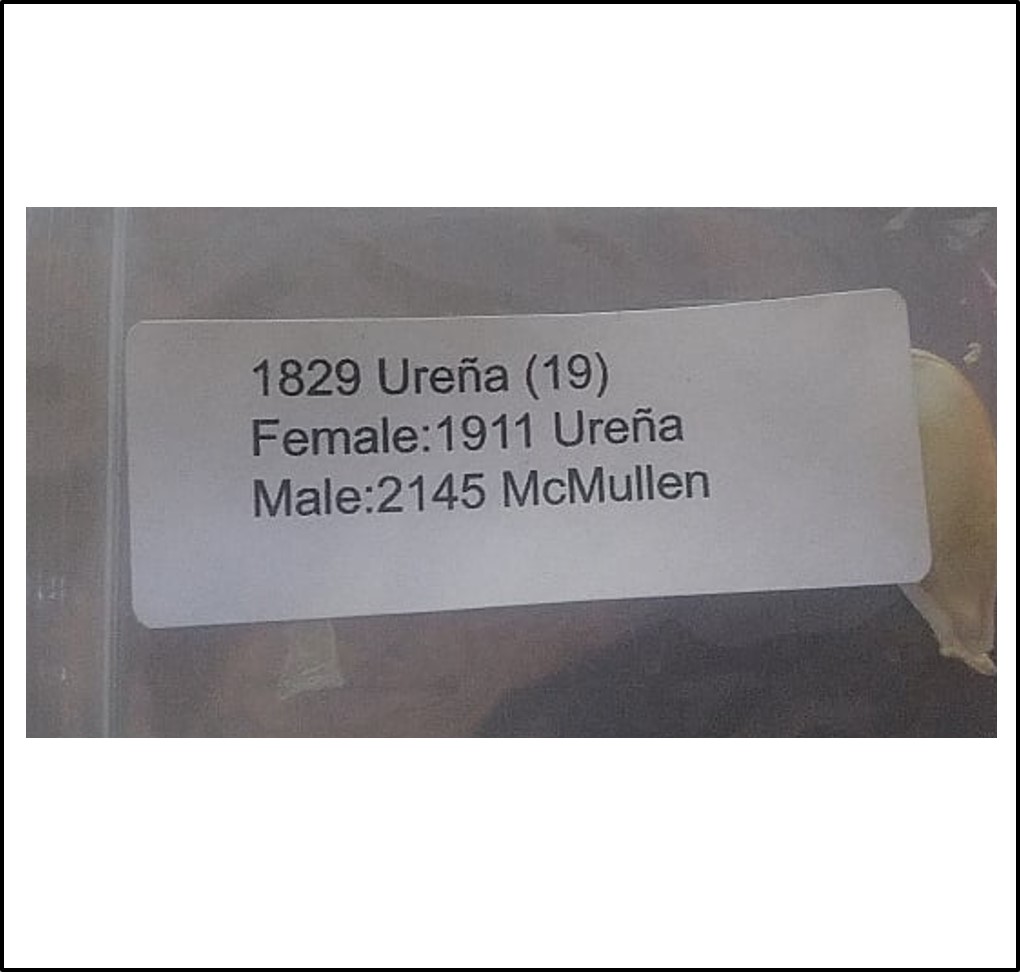 1829 Ureña (19)
Female:1911 Ureña
Male:2145 McMullen